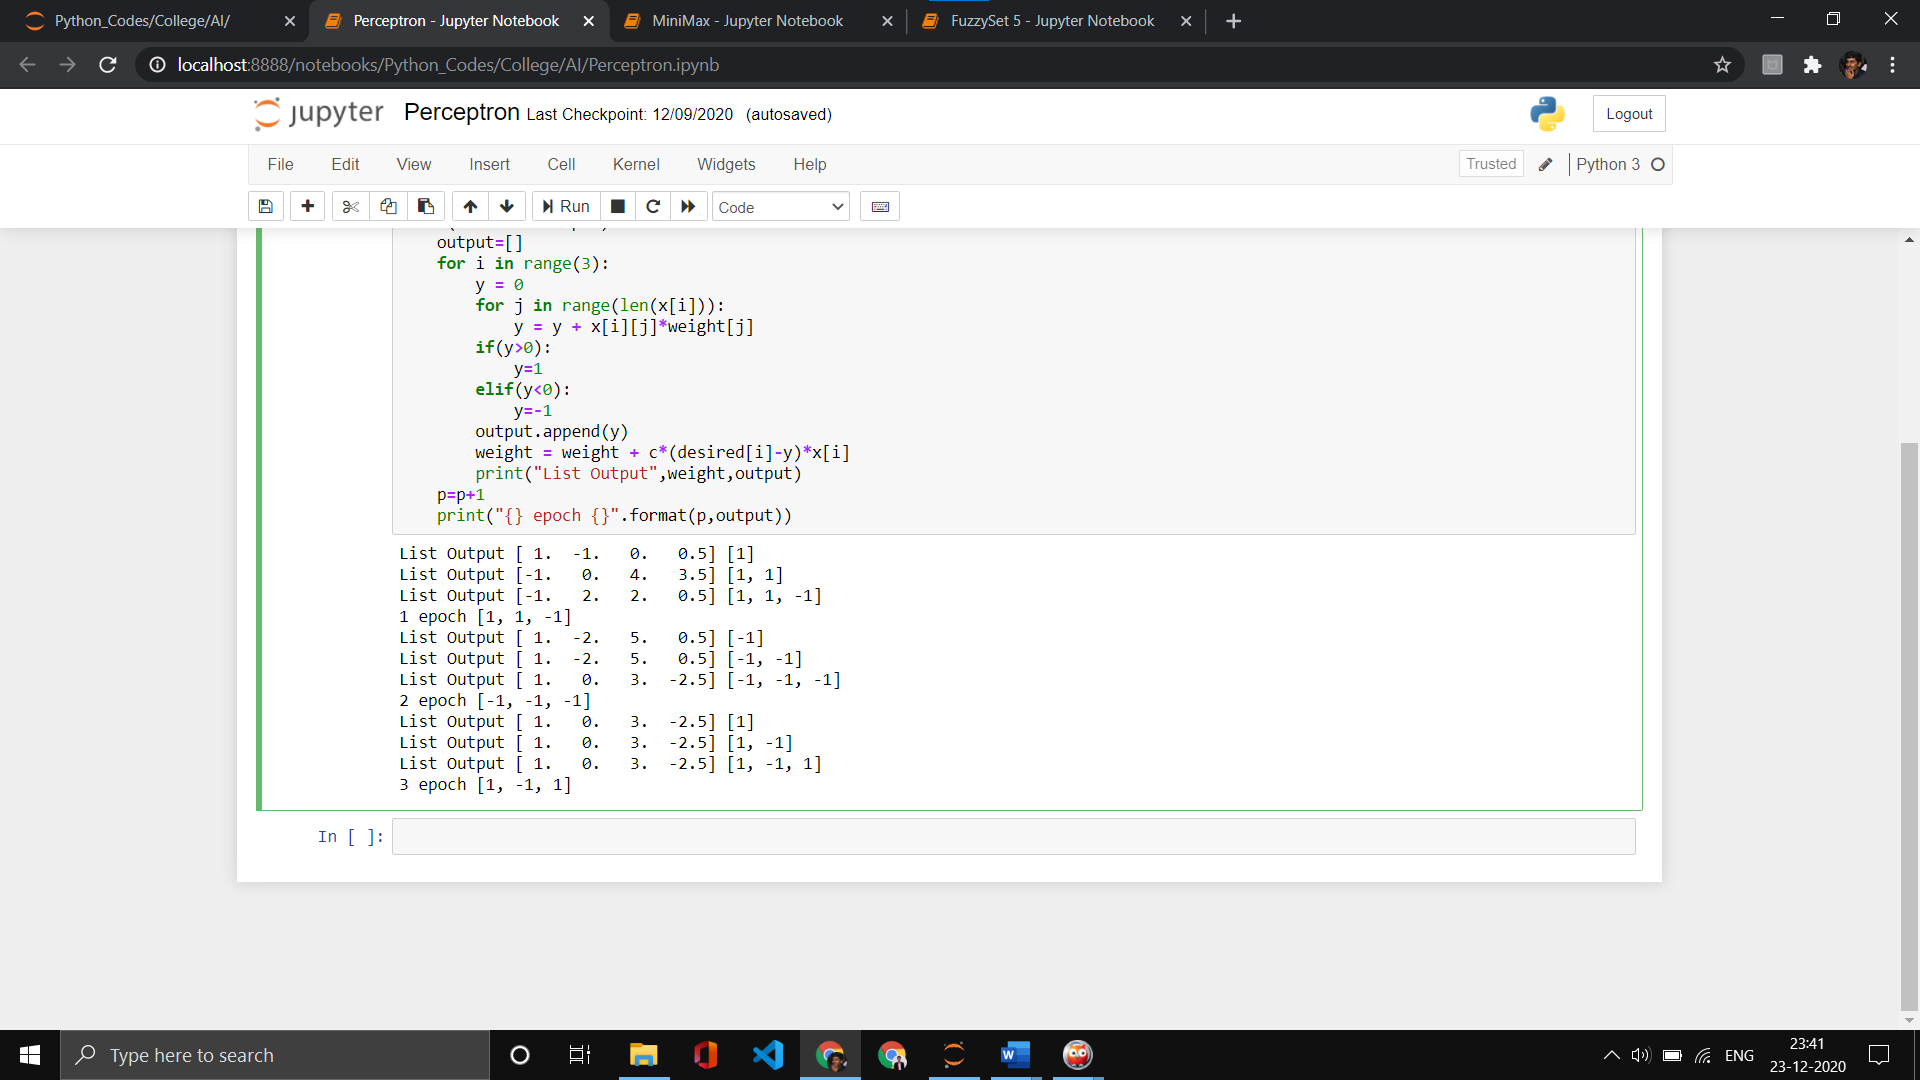 Python_Codes/College/AI/
Perceptron - Jupyter Notebook
MiniMax - Jupyter Notebook
FuzzySet 5 - Jupyter Notebook
localhost:8888/notebooks/Python_Codes/College/AI/Perceptron.ipynb
jupyter Perceptron Last Checkpoint: 12/09/2020 (autosaved)
Logout
File Edit View Insert Cell Kernel Widgets Help
Trusted
Python 3
Run
Code
output=[]
for i in range(3):
y = 0
for j in range(len(x[i])):
y = y + x[i][j]*weight[j]
if(y>0):
y=1
elif(y<0):
y=-1
output.append(y)
weight = weight + c*(desired[i]-y)*x[i]
print("List Output",weight,output)
p=p+1
print("{} epoch {}".format(p,output))
List Output [ 1.  -1.   0.   0.5] [1]
List Output [-1.   0.   4.   3.5] [1, 1]
List Output [-1.   2.   2.   0.5] [1, 1, -1]
1 epoch [1, 1, -1]
List Output [ 1.  -2.   5.   0.5] [-1]
List Output [ 1.  -2.   5.   0.5] [-1, -1]
List Output [ 1.   0.   3.  -2.5] [-1, -1, -1]
2 epoch [-1, -1, -1]
List Output [ 1.   0.   3.  -2.5] [1]
List Output [ 1.   0.   3.  -2.5] [1, -1]
List Output [ 1.   0.   3.  -2.5] [1, -1, 1]
3 epoch [1, -1, 1]
In [ ]:
Type here to search
ENG
23:41
23-12-2020